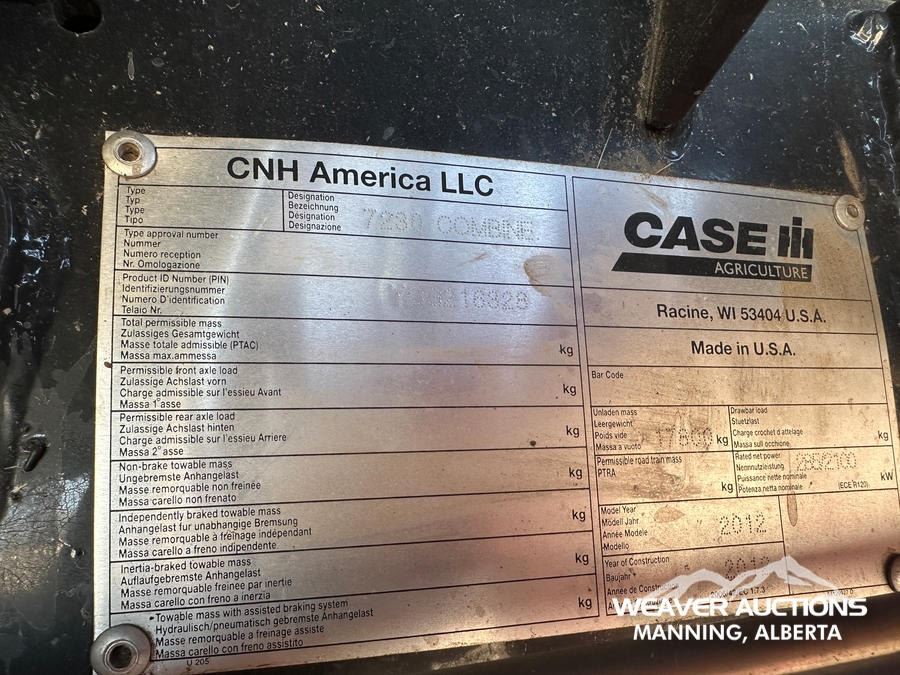 CNH America LLC
Type
Typ
Type
Tipo
Designation
Bezeichnung
Désignation
Designazione
7230 COMBINE
Type approval number
Nummer
Numero reception
Nr. Omologazione
Product ID Number (PIN)
Identifizierungsnummer
Numero D´identification
Telaio Nr.
Total permissible mass
Zulassiges Gesamtgewicht
Masse totale admissible (PTAC)
Massa max.ammessa
kg
Permissible front axle load
Zulassige Achslast vorn
Charge admissible sur l'essieu Avant
Massa 1° asse
kg
Permissible rear axle load
Zulassige Achslast hinten
Charge admissible sur l'essieu Arriere
Massa 2° asse
kg
Non-brake towable mass
Ungebremste Anhangelast
Masse remorquable non freinée
Massa carello non frenato
kg
Independently braked towable mass
Anhangelast fur unabhangige Bremsung
Masse remorquable à freinage indépendant
Massa carello a freno indipendente
kg
Inertia-braked towable mass
Auflaufgebremste Anhangelast
Masse remorquable freinée par inertie
Massa carello con freno a inerzia
kg
Towable mass with assisted braking system
Hydraulisch/pneumatisch gebremste Anhangelast
Masse remorquable a freinage assiste
Massa carello con freno assistito
kg
U 205
CASE IH
AGRICULTURE
Racine, WI 53404 U.S.A.
Made in U.S.A.
Bar Code
Unladen mass
Leergewicht
Poids vide
Massa a vuoto
kg
Drawbar load
Stuetzlast
Charge crochet d'attelage
Massa sull occhione
kg
Permissible road train mass
PTRA
kg
Rated net power
Nennnutzleistung
Puissance nette nominale
Potenza netta nominale
(ECE R120)
kW
Model Year
Modell Jahr
Année Modele
Modello
2012
Year of Construction
Baujahr
Année de Construction
2012
WEAVER AUCTIONS
MANNING, ALBERTA